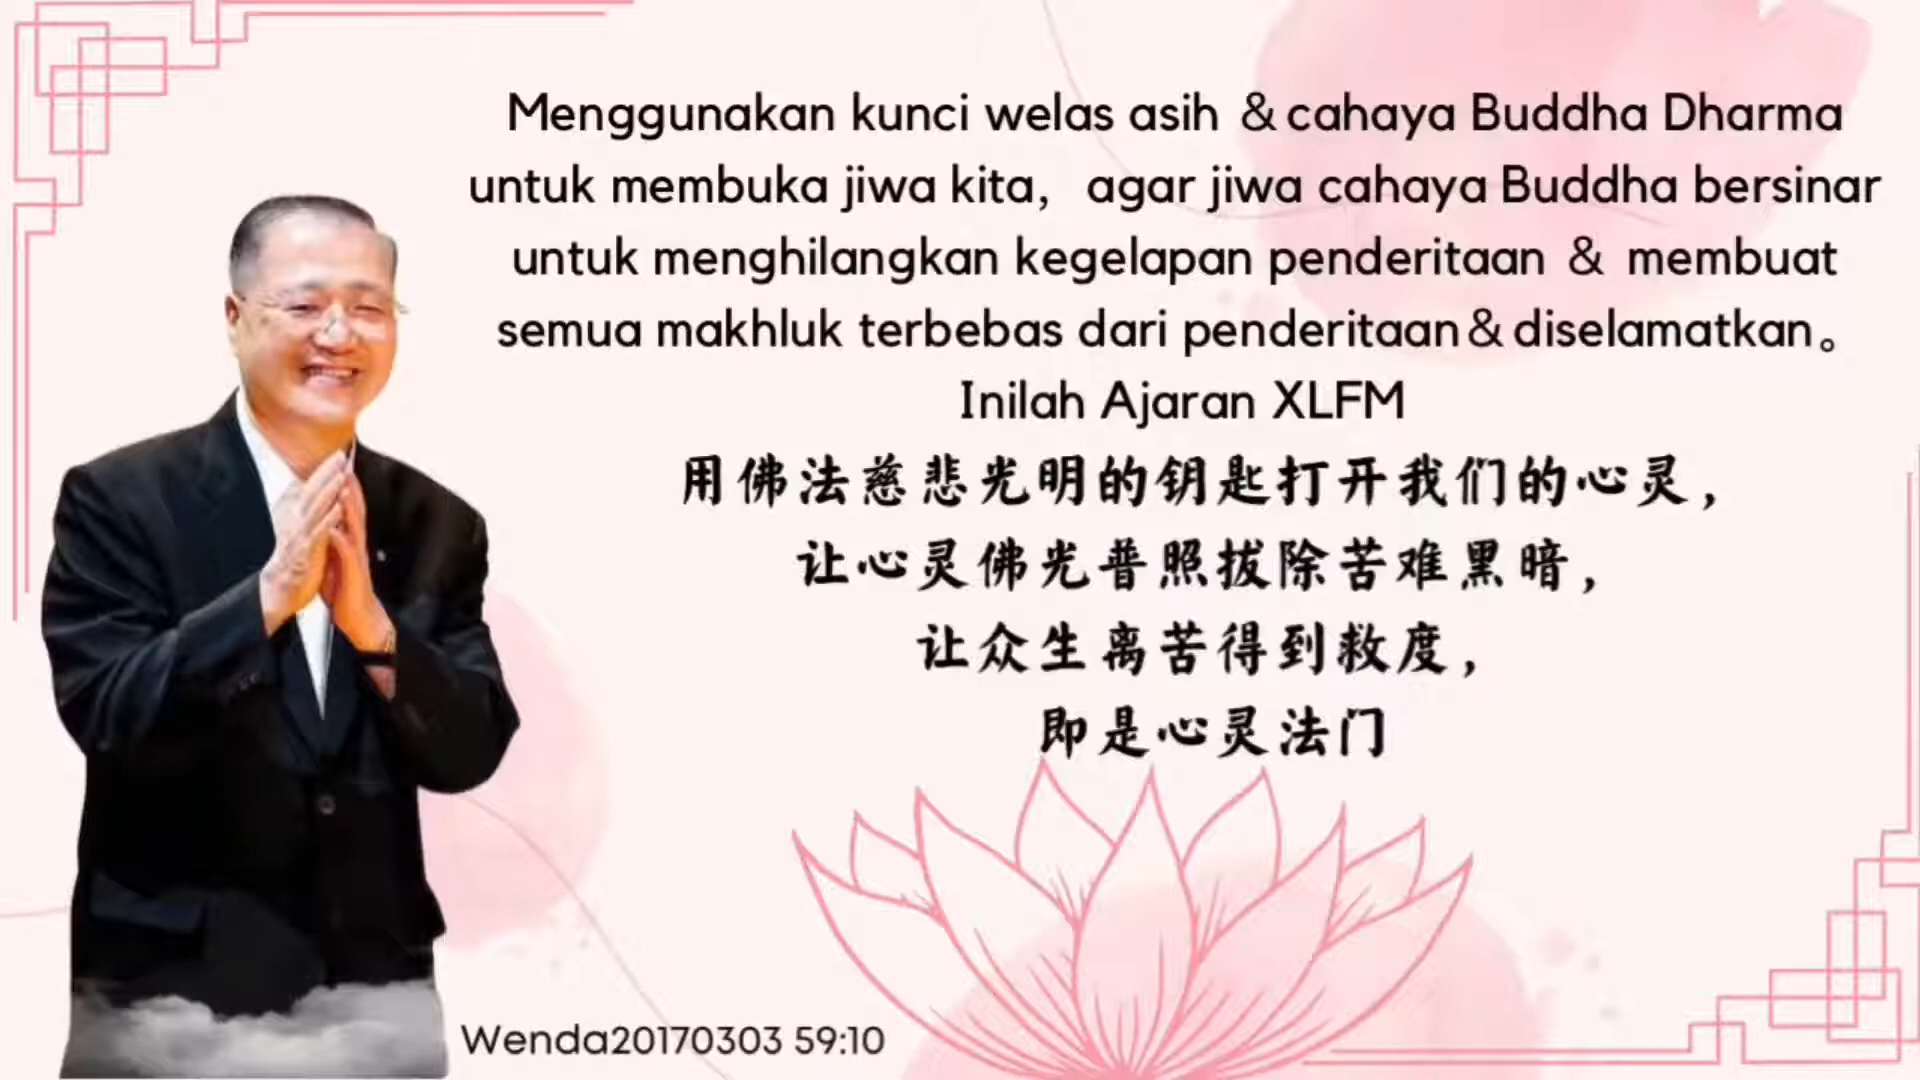 Menggunakan kunci welas asih & cahaya Buddha Dharma
untuk membuka jiwa kita, agar jiwa cahaya Buddha bersinar
untuk menghilangkan kegelapan penderitaan & membuat
semua makhluk terbebas dari penderitaan & diselamatkan。
Inilah Ajaran XLFM
用佛法慈悲光明的钥匙打开我们的心灵，
让心灵佛光普照拔除苦难黑暗，
让众生离苦得到救度，
即是心灵法门
Wenda20170303 59:10